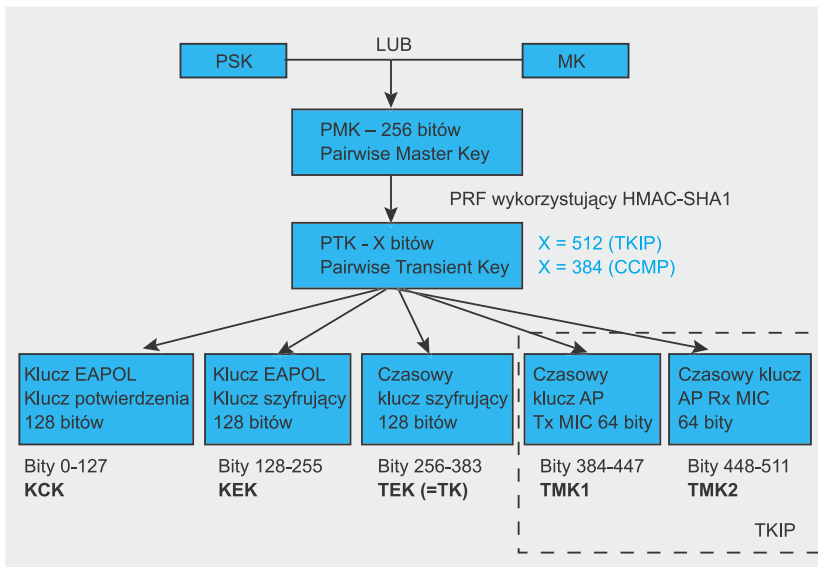 LUB
PSK
MK
PMK – 256 bitów
Pairwise Master Key
PRF wykorzystujący HMAC-SHA1
PTK - X bitów
Pairwise Transient Key
X = 512 (TKIP)
X = 384 (CCMP)
Klucz EAPOL
Klucz potwierdzenia
128 bitów
Klucz EAPOL
Klucz szyfrujący
128 bitów
Czasowy
klucz szyfrujący
128 bitów
Czasowy
klucz AP
Tx MIC 64 bity
Czasowy klucz
AP Rx MIC
64 bity
Bity 0-127
KCK
Bity 128-255
KEK
Bity 256-383
TEK (=TK)
Bity 384-447
TMK1
Bity 448-511
TMK2
TKIP